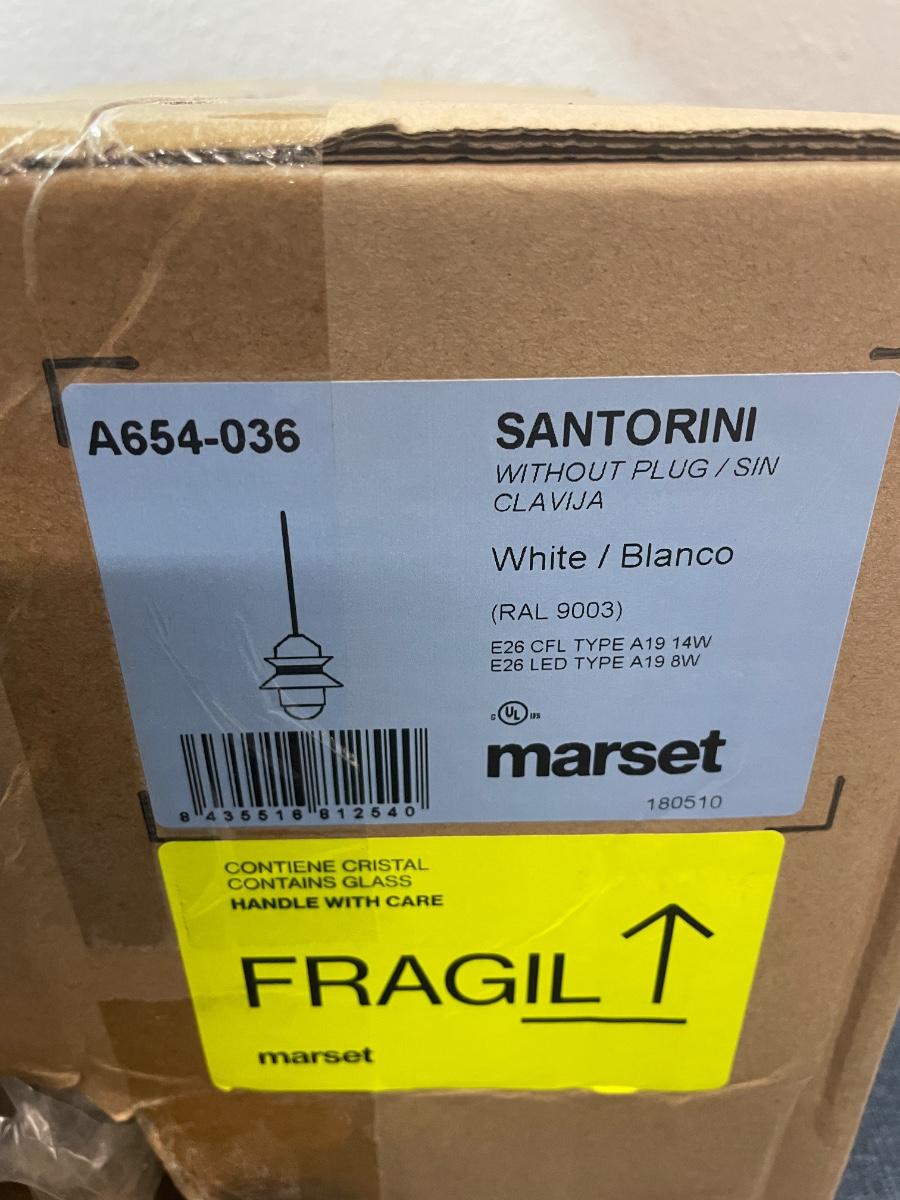 A654-036
SANTORINI
WITHOUT PLUG / SIN
CLAVIJA
White / Blanco
(RAL 9003)
E26 CFL TYPE A19 14W
E26 LED TYPE A19 8W
UL
marset
180510
8 435516 812540
CONTIENE CRISTAL
CONTAINS GLASS
HANDLE WITH CARE
FRAGIL
marset